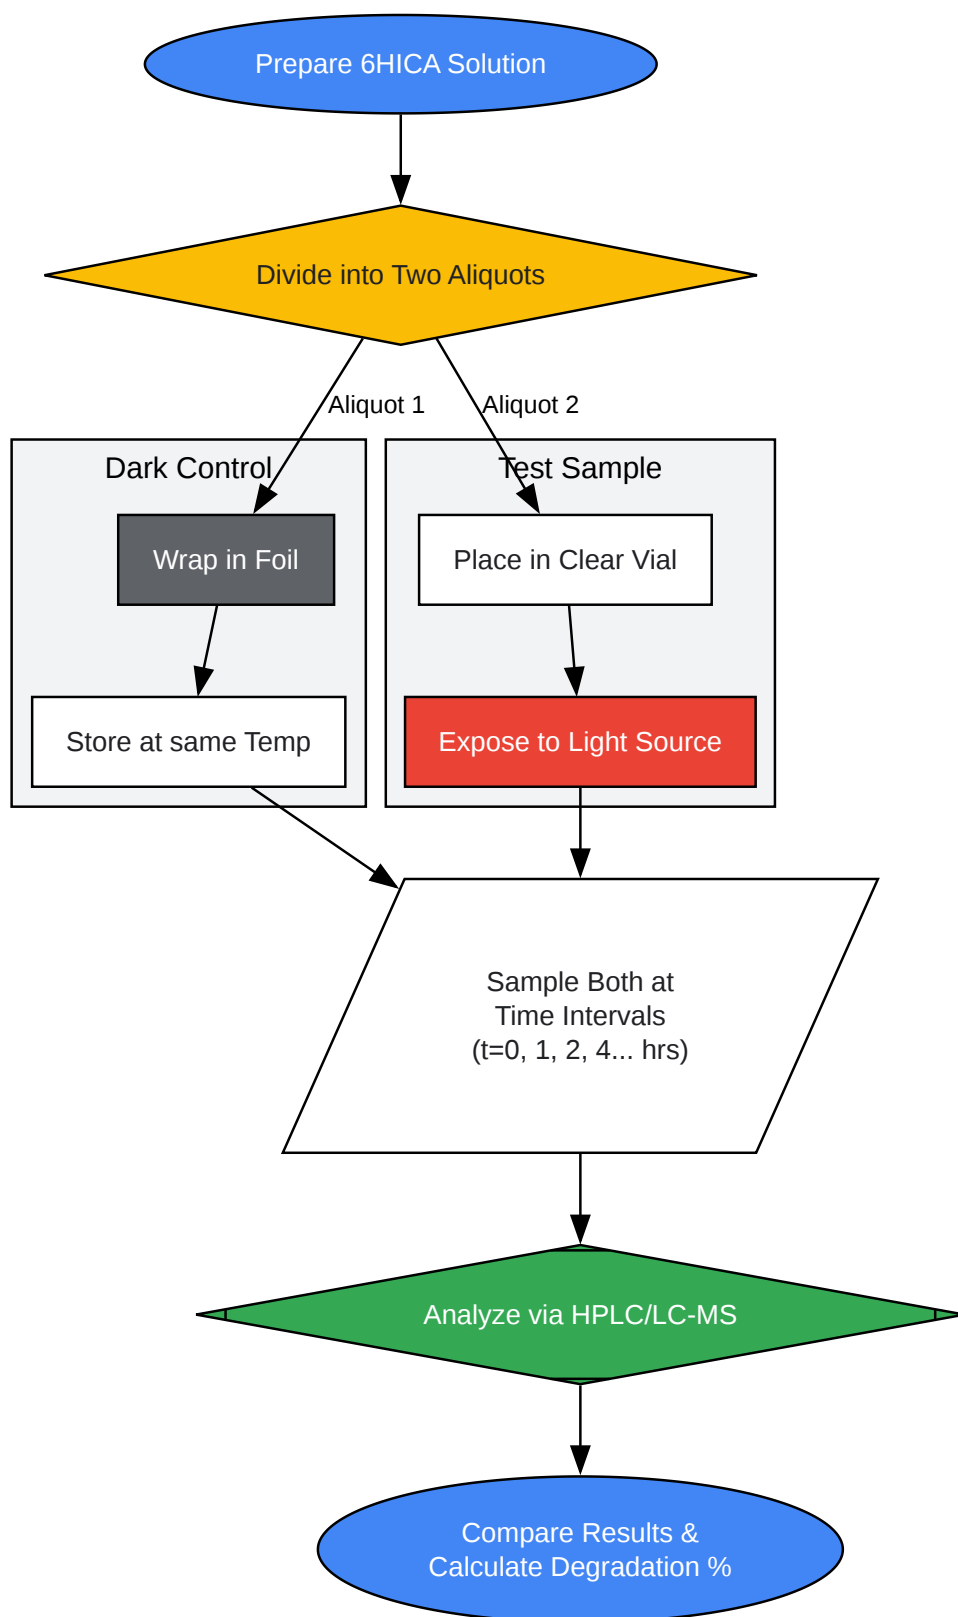 Prepare 6HICA Solution
Divide into Two Aliquots
Aliquot 1
Aliquot 2
Dark Control
Test Sample
Wrap in Foil
Place in Clear Vial
Store at same Temp
Expose to Light Source
Sample Both at
Time Intervals
(t=0, 1, 2, 4... hrs)
Analyze via HPLC/LC-MS
Compare Results &
Calculate Degradation %